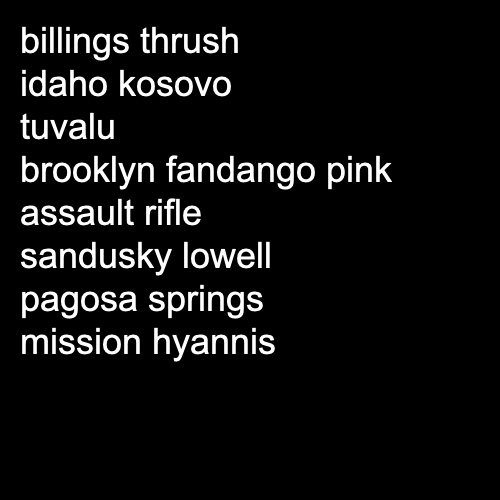 billings thrush
idaho kosovo
tuvalu
brooklyn fandango pink
assault rifle
sandusky lowell
pagosa springs
mission hyannis